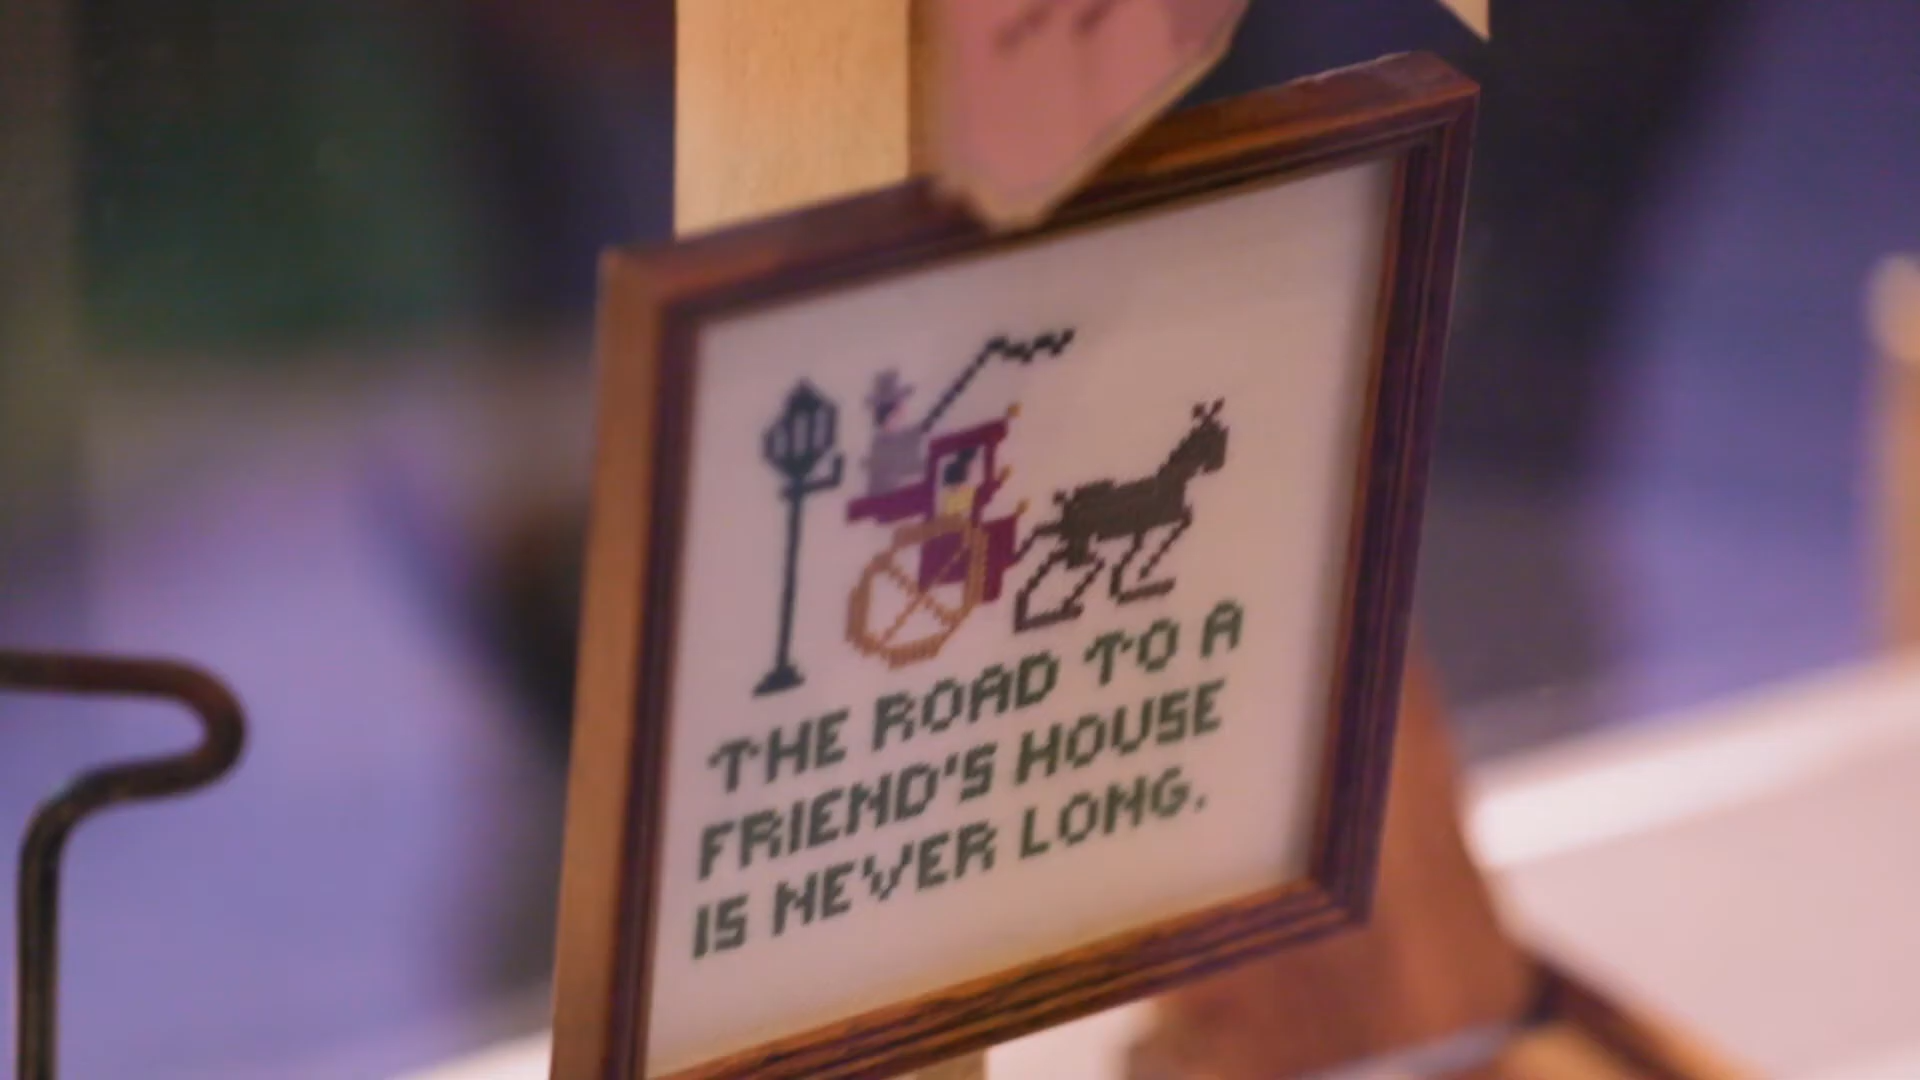 THE ROAD TO A
FRIEND'S HOUSE
IS NEVER LONG.